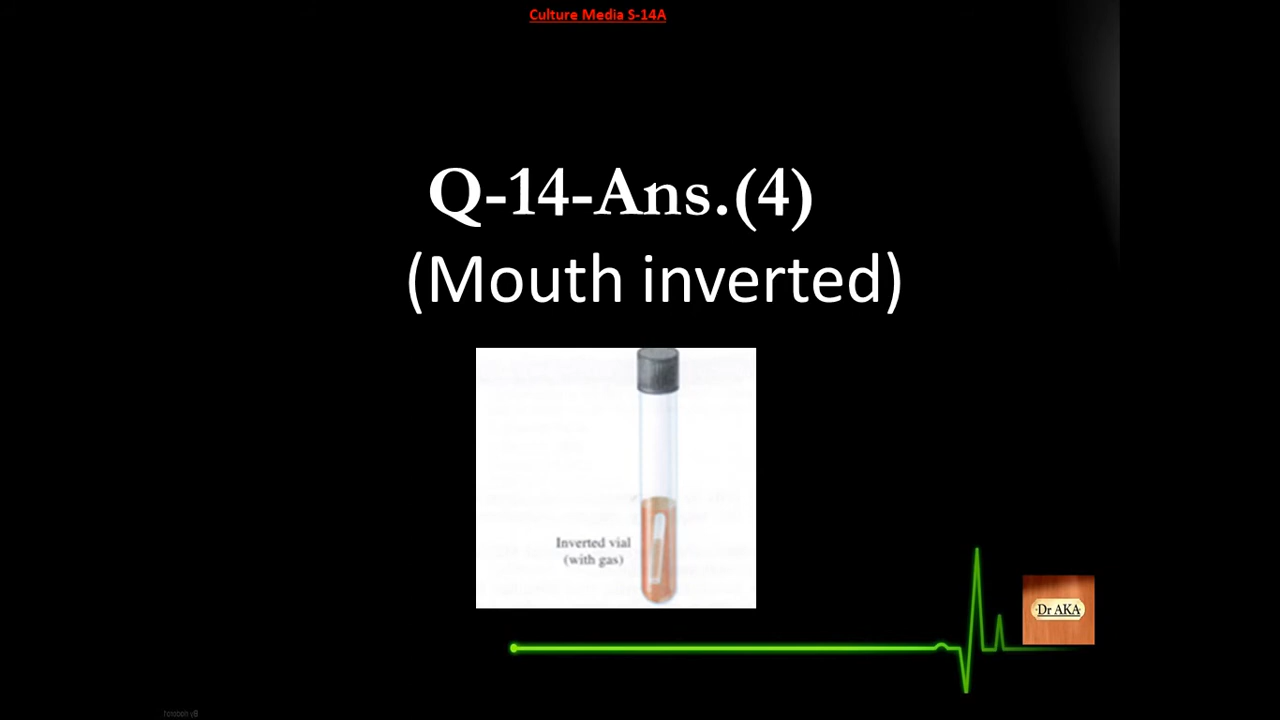 Culture Media S-14A
Q-14-Ans.(4)
(Mouth inverted)
Inverted vial
(with gas)
Dr AKA